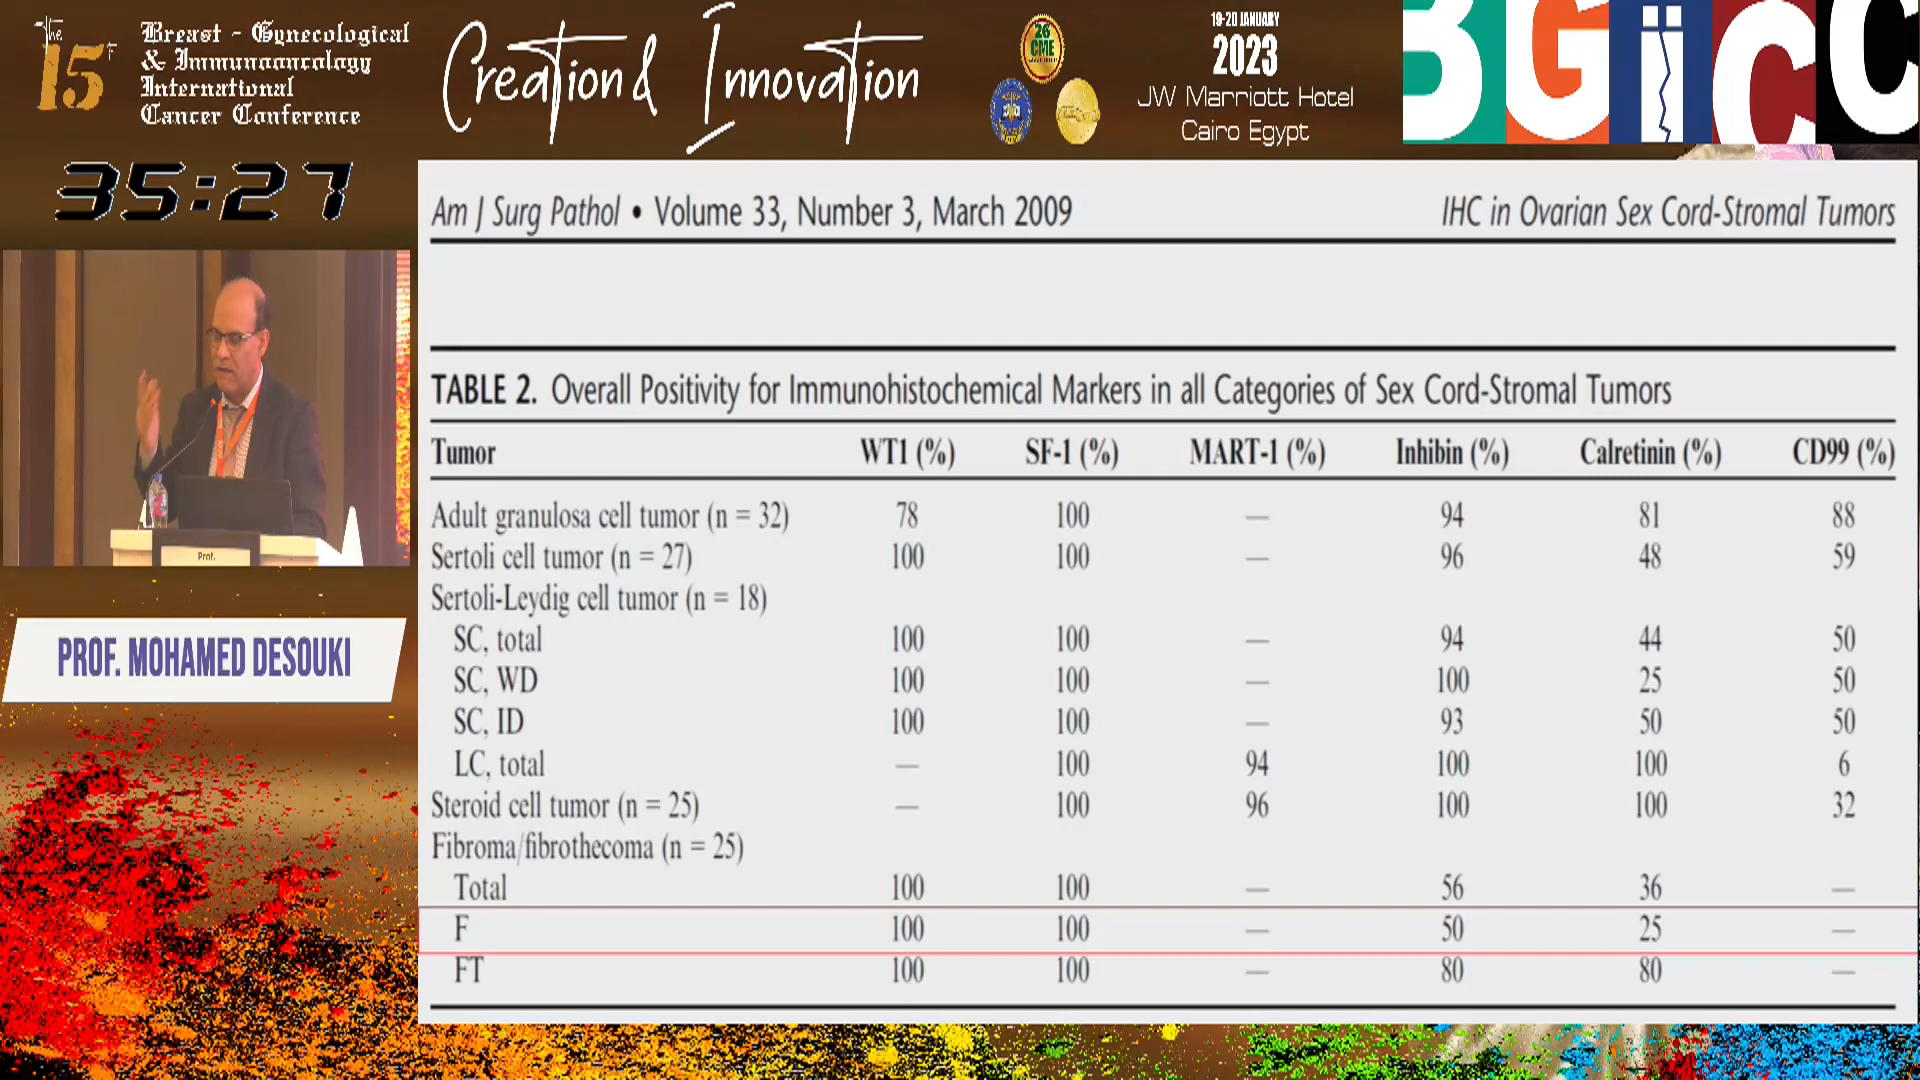 The
15
Breast - Gynecological
& Immunooncology
International
Cancer Conference
Creation & Innovation
26
CME
19-20 JANUARY
2023
JW Marriott Hotel
Cairo Egypt
BGiCC
35:27
Prof.
PROF. MOHAMED DESOUKI
Am J Surg Pathol • Volume 33, Number 3, March 2009 IHC in Ovarian Sex Cord-Stromal Tumors
TABLE 2. Overall Positivity for Immunohistochemical Markers in all Categories of Sex Cord-Stromal Tumors
Tumor WT1 (%) SF-1 (%) MART-1 (%) Inhibin (%) Calretinin (%) CD99 (%)
Adult granulosa cell tumor (n = 32) 78 100 — 94 81 88
Sertoli cell tumor (n = 27) 100 100 — 96 48 59
Sertoli-Leydig cell tumor (n = 18)
SC, total 100 100 — 94 44 50
SC, WD 100 100 — 100 25 50
SC, ID 100 100 — 93 50 50
LC, total — 100 94 100 100 6
Steroid cell tumor (n = 25) — 100 96 100 100 32
Fibroma/fibrothecoma (n = 25)
Total 100 100 — 56 36 —
F 100 100 — 50 25 —
FT 100 100 — 80 80 —